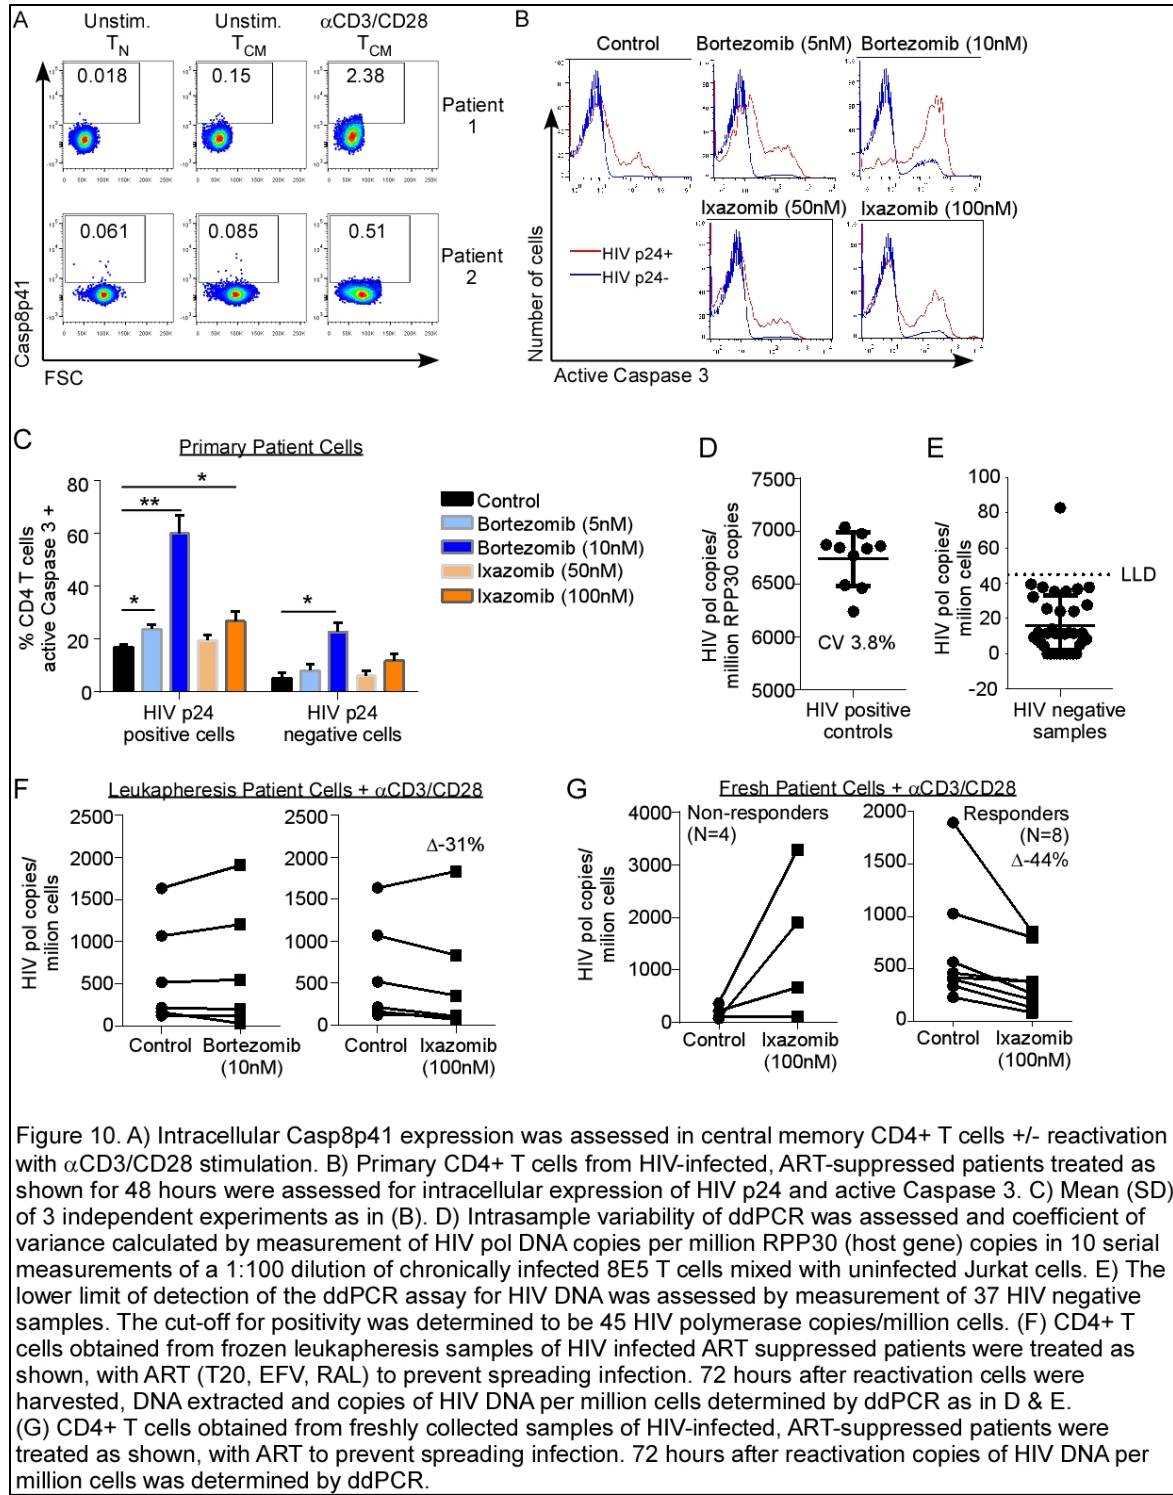 A
Unstim.
TN
Unstim.
TCM
αCD3/CD28
TCM
0.018
0.15
2.38
Patient
1
0.061
0.085
0.51
Patient
2
Casp8p41
FSC
0 50K 100K 150K 200K 250K
B
Control
Bortezomib (5nM)
Bortezomib (10nM)
Ixazomib (50nM)
Ixazomib (100nM)
HIV p24+
HIV p24-
Number of cells
Active Caspase 3
C
Primary Patient Cells
80
60
40
20
0
% CD4 T cells
active Caspase 3 +
*
**
*
*
HIV p24
positive cells
HIV p24
negative cells
Control
Bortezomib (5nM)
Bortezomib (10nM)
Ixazomib (50nM)
Ixazomib (100nM)
D
7500
7000
6500
6000
5000
HIV pol copies/
million RPP30 copies
CV 3.8%
HIV positive
controls
E
100
80
60
40
20
0
-20
HIV pol copies/
milion cells
LLD
HIV negative
samples
F
Leukapheresis Patient Cells + αCD3/CD28
2500
2000
1500
1000
500
0
HIV pol copies/
milion cells
Control
Bortezomib
(10nM)
2500
2000
1500
1000
500
0
Δ-31%
Control
Ixazomib
(100nM)
G
Fresh Patient Cells + αCD3/CD28
4000
3000
2000
1000
0
HIV pol copies/
milion cells
Non-responders
(N=4)
Control
Ixazomib
(100nM)
2000
1500
1000
500
0
Responders
(N=8)
Δ-44%
Control
Ixazomib
(100nM)
Figure 10. A) Intracellular Casp8p41 expression was assessed in central memory CD4+ T cells +/- reactivation
with αCD3/CD28 stimulation. B) Primary CD4+ T cells from HIV-infected, ART-suppressed patients treated as
shown for 48 hours were assessed for intracellular expression of HIV p24 and active Caspase 3. C) Mean (SD)
of 3 independent experiments as in (B). D) Intrasample variability of ddPCR was assessed and coefficient of
variance calculated by measurement of HIV pol DNA copies per million RPP30 (host gene) copies in 10 serial
measurements of a 1:100 dilution of chronically infected 8E5 T cells mixed with uninfected Jurkat cells. E) The
lower limit of detection of the ddPCR assay for HIV DNA was assessed by measurement of 37 HIV negative
samples. The cut-off for positivity was determined to be 45 HIV polymerase copies/million cells. (F) CD4+ T
cells obtained from frozen leukapheresis samples of HIV infected ART suppressed patients were treated as
shown, with ART (T20, EFV, RAL) to prevent spreading infection. 72 hours after reactivation cells were
harvested, DNA extracted and copies of HIV DNA per million cells determined by ddPCR as in D & E.
(G) CD4+ T cells obtained from freshly collected samples of HIV-infected, ART-suppressed patients were
treated as shown, with ART to prevent spreading infection. 72 hours after reactivation copies of HIV DNA per
million cells was determined by ddPCR.